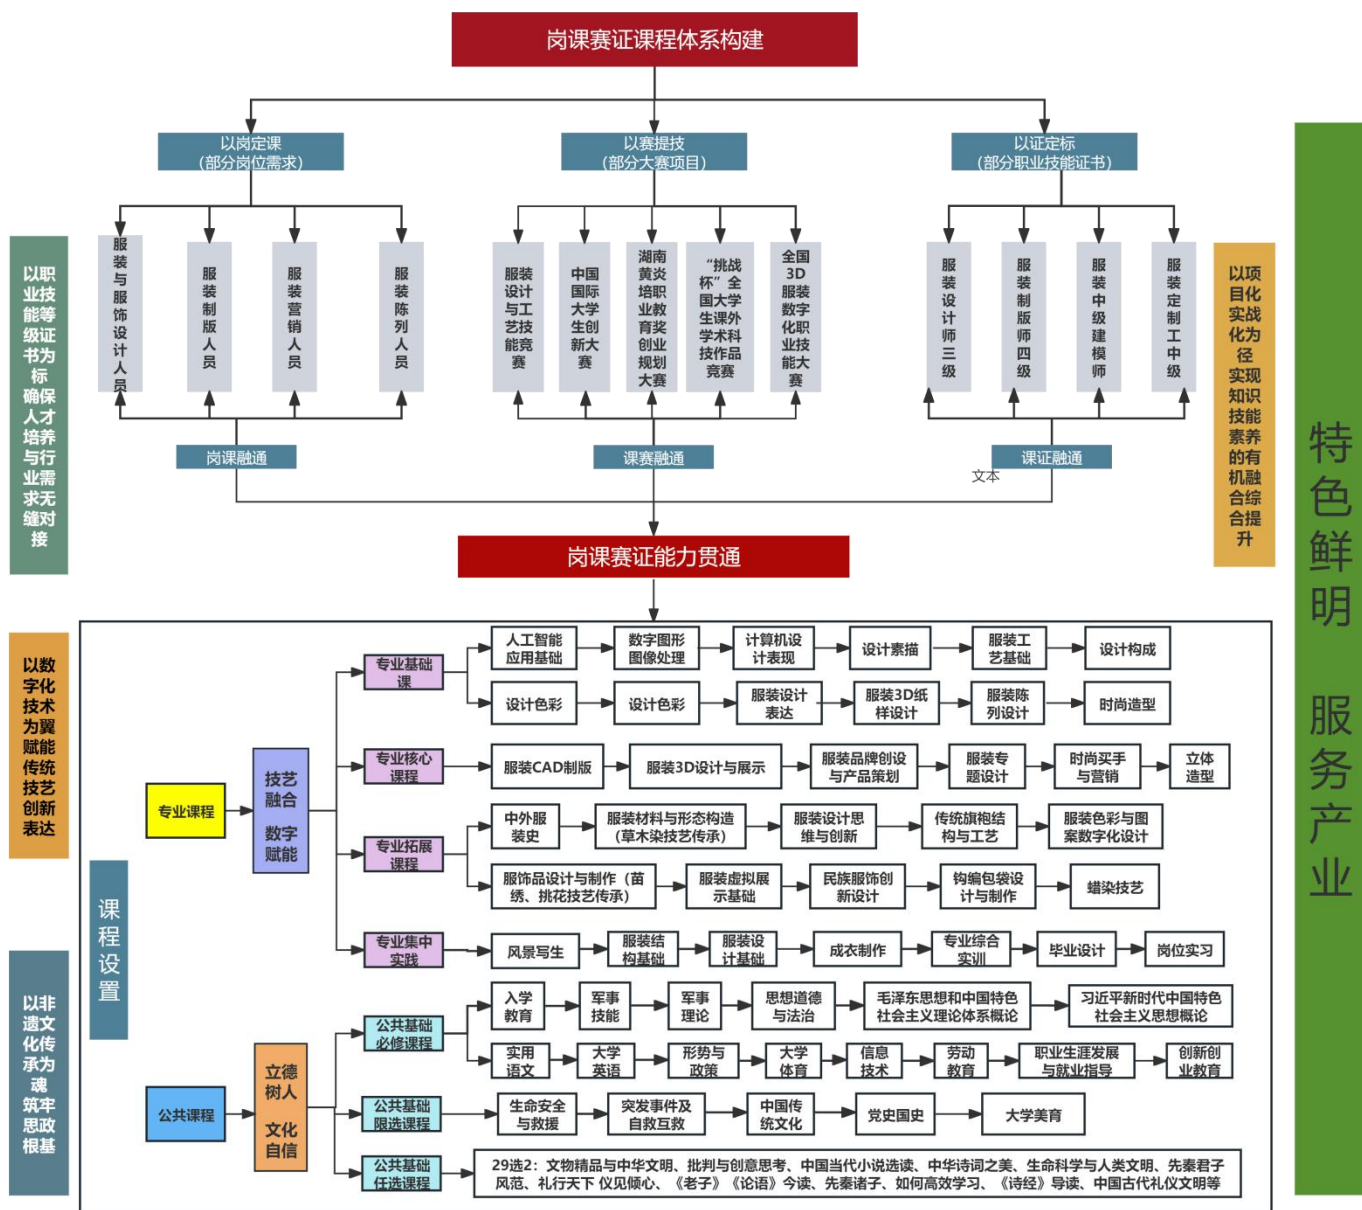 岗课赛证课程体系构建
以岗定课
（部分岗位需求）
以赛提技
（部分大赛项目）
以证定标
（部分职业技能证书）
服装与服饰设计人员
服装制版人员
服装营销人员
服装陈列人员
服装设计与工艺技能竞赛
中国国际大学生创新大赛
湖南黄炎培职业教育奖创业规划大赛
“挑战杯”全国大学生课外学术科技作品竞赛
全国3D服装数字化职业技能大赛
服装设计师三级
服装制版师四级
服装中级建模师
服装定制工中级
岗课融通
课赛融通
课证融通
文本
以职业技能等级证书为标 确保人才培养与行业需求无缝对接
以项目化实战化为径 实现知识技能素养的有机融合综合提升
特色鲜明 服务产业
岗课赛证能力贯通
以数字化技术为翼 赋能传统技艺创新表达
以非遗文化传承为魂 筑牢思政根基
课程设置
专业课程
技艺
融合
数字
赋能
专业基础
课
人工智能
应用基础
数字图形
图像处理
计算机设
计表现
设计素描
服装工
艺基础
设计构成
设计色彩
设计色彩
服装设计
表达
服装3D纸
样设计
服装陈
列设计
时尚造型
专业核心
课程
服装CAD制版
服装3D设计与展示
服装品牌创设
与产品策划
服装专
题设计
时尚买手
与营销
立体
造型
专业拓展
课程
中外服
装史
服装材料与形态构造
（草木染技艺传承）
服装设计思
维与创新
传统旗袍结
构与工艺
服装色彩与图
案数字化设计
服饰品设计与制作（苗
绣、挑花技艺传承）
服装虚拟展
示基础
民族服饰创
新设计
钩编包袋设
计与制作
蜡染技艺
专业集中
实践
风景写生
服装结
构基础
服装设
计基础
成衣制作
专业综合
实训
毕业设计
岗位实习
公共课程
立德
树人
文化
自信
公共基础
必修课程
入学
教育
军事
技能
军事
理论
思想道德
与法治
毛泽东思想和中国特色
社会主义理论体系概论
习近平新时代中国特色
社会主义思想概论
实用
语文
大学
英语
形势与
政策
大学
体育
信息
技术
劳动
教育
职业生涯发展
与就业指导
创新创
业教育
公共基础
限选课程
生命安全
与救援
突发事件及
自救互救
中国传
统文化
党史国史
大学美育
公共基础
任选课程
29选2：文物精品与中华文明、批判与创意思考、中国当代小说选读、中华诗词之美、生命科学与人类文明、先秦君子
风范、礼行天下 仪见倾心、《老子》《论语》今读、先秦诸子、如何高效学习、《诗经》导读、中国古代礼仪文明等